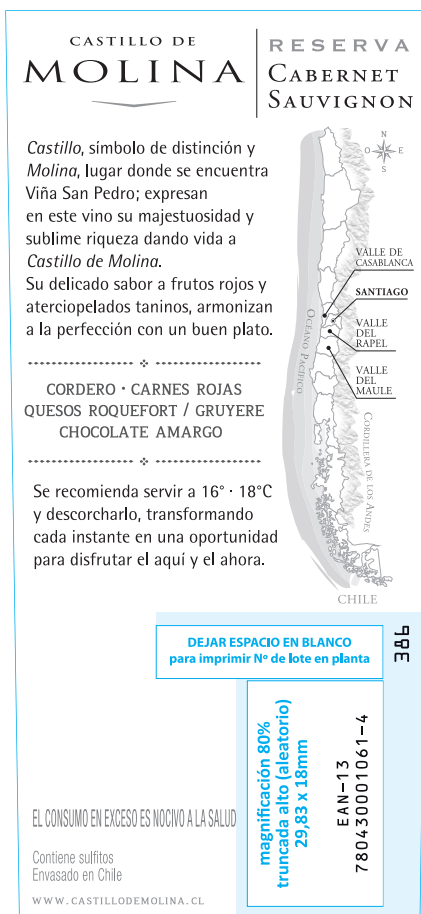 CASTILLO DE
MOLINA
RESERVA
CABERNET
SAUVIGNON
Castillo, símbolo de distinción y
Molina, lugar donde se encuentra
Viña San Pedro; expresan
en este vino su majestuosidad y
sublime riqueza dando vida a
Castillo de Molina.
Su delicado sabor a frutos rojos y
aterciopelados taninos, armonizan
a la perfección con un buen plato.
CORDERO · CARNES ROJAS
QUESOS ROQUEFORT / GRUYERE
CHOCOLATE AMARGO
Se recomienda servir a 16° · 18°C
y descorcharlo, transformando
cada instante en una oportunidad
para disfrutar el aquí y el ahora.
N
O
E
S
VALLE DE
CASABLANCA
SANTIAGO
VALLE
DEL
RAPEL
VALLE
DEL
MAULE
OCEANO PACÍFICO
CORDILLERA DE LOS ANDES
CHILE
DEJAR ESPACIO EN BLANCO
para imprimir Nº de lote en planta
386
magnificación 80%
truncada alto (aleatorio)
29,83 x 18mm
EAN-13
780430001061-4
EL CONSUMO EN EXCESO ES NOCIVO A LA SALUD
Contiene sulfitos
Envasado en Chile
WWW.CASTILLODEMOLINA.CL